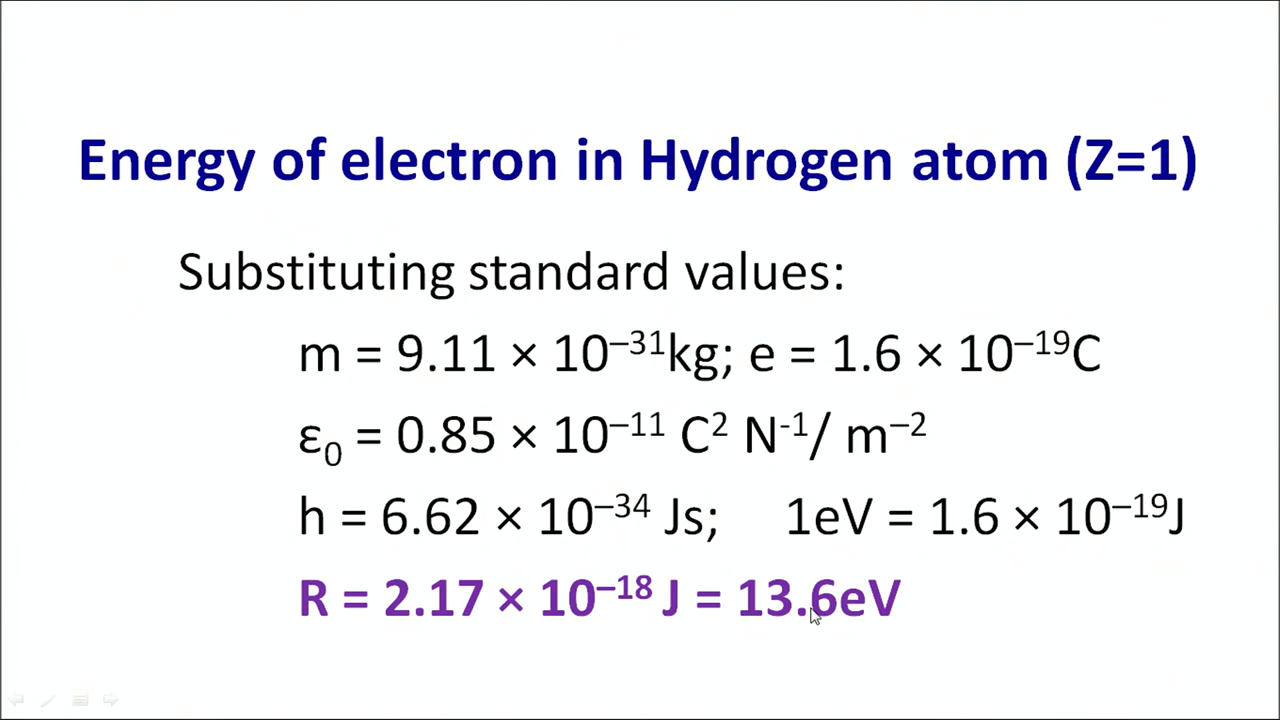 Energy of electron in Hydrogen atom (Z=1)
Substituting standard values:
m = 9.11 × 10⁻³¹kg; e = 1.6 × 10⁻¹⁹C
ε₀ = 0.85 × 10⁻¹¹ C² N⁻¹/ m⁻²
h = 6.62 × 10⁻³⁴ Js; 1eV = 1.6 × 10⁻¹⁹J
R = 2.17 × 10⁻¹⁸ J = 13.6eV